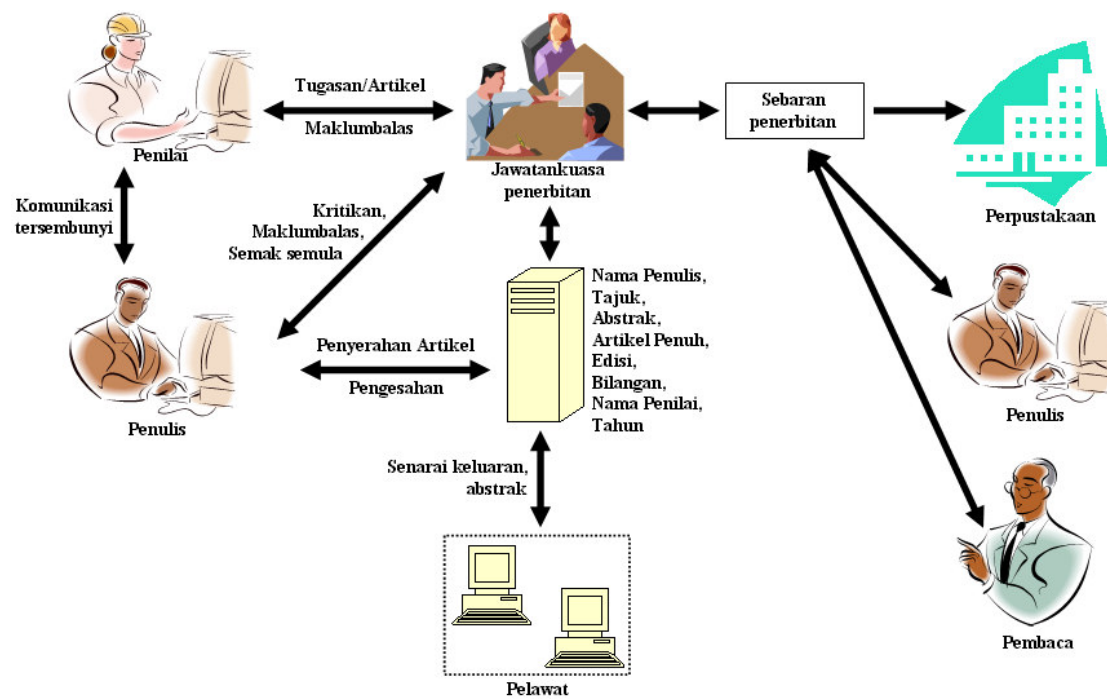 Tugasan/Artikel
Maklumbalas
Penilai
Jawatankuasa
penerbitan
Sebaran
penerbitan
Perpustakaan
Komunikasi
tersembunyi
Kritikan,
Maklumbalas,
Semak semula
Nama Penulis,
Tajuk,
Abstrak,
Artikel Penuh,
Edisi,
Bilangan,
Nama Penilai,
Tahun
Penyerahan Artikel
Pengesahan
Penulis
Penulis
Senarai keluaran,
abstrak
Pelawat
Pembaca